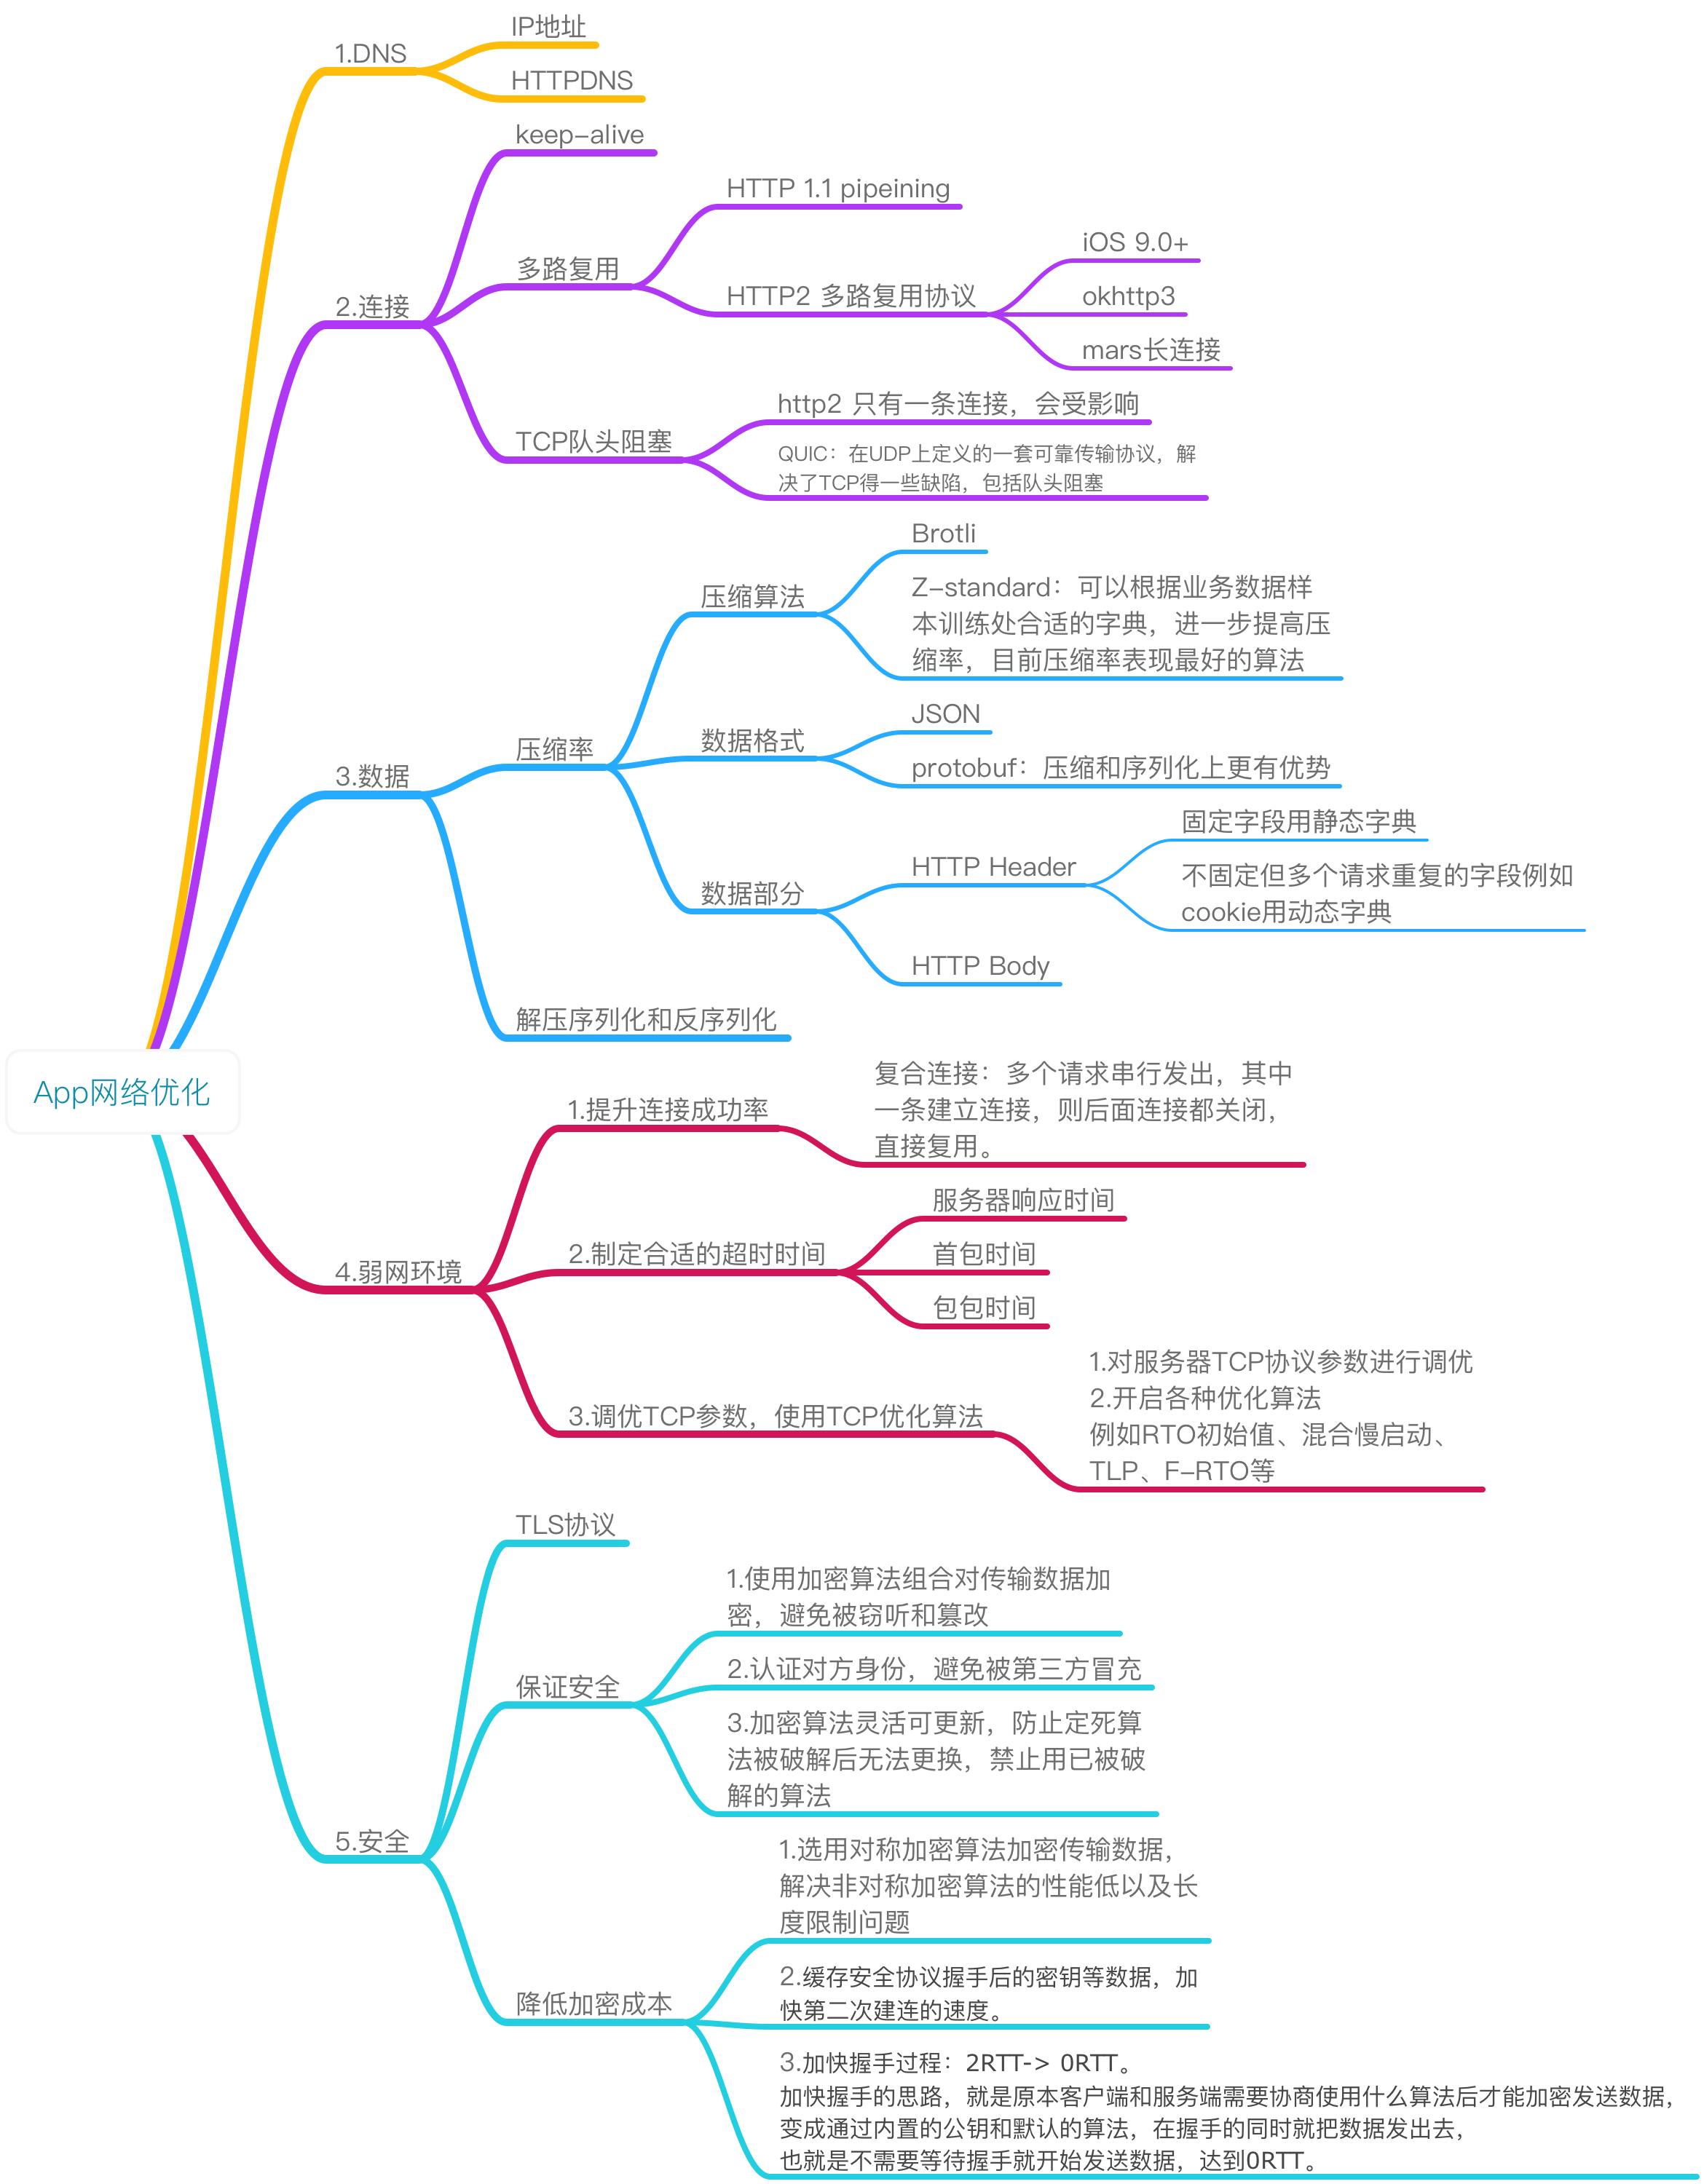 IP地址
1.DNS
HTTPDNS
keep-alive
HTTP 1.1 pipeining
多路复用
iOS 9.0+
HTTP2 多路复用协议
okhttp3
2.连接
mars长连接
http2 只有一条连接，会受影响
TCP队头阻塞
QUIC：在UDP上定义的一套可靠传输协议，解
决了TCP得一些缺陷，包括队头阻塞
Brotli
压缩算法
Z-standard：可以根据业务数据样
本训练处合适的字典，进一步提高压
缩率，目前压缩率表现最好的算法
JSON
数据格式
压缩率
protobuf：压缩和序列化上更有优势
3.数据
固定字段用静态字典
HTTP Header
不固定但多个请求重复的字段例如
cookie用动态字典
数据部分
HTTP Body
解压序列化和反序列化
App网络优化
1.提升连接成功率
复合连接：多个请求串行发出，其中
一条建立连接，则后面连接都关闭，
直接复用。
服务器响应时间
2.制定合适的超时时间
首包时间
4.弱网环境
包包时间
3.调优TCP参数，使用TCP优化算法
1.对服务器TCP协议参数进行调优
2.开启各种优化算法
例如RTO初始值、混合慢启动、
TLP、F-RTO等
TLS协议
1.使用加密算法组合对传输数据加
密，避免被窃听和篡改
保证安全
2.认证对方身份，避免被第三方冒充
3.加密算法灵活可更新，防止定死算
法被破解后无法更换，禁止用已被破
解的算法
5.安全
1.选用对称加密算法加密传输数据，
解决非对称加密算法的性能低以及长
度限制问题
降低加密成本
2.缓存安全协议握手后的密钥等数据，加
快第二次建连的速度。
3.加快握手过程：2RTT-> 0RTT。
加快握手的思路，就是原本客户端和服务端需要协商使用什么算法后才能加密发送数据，
变成通过内置的公钥和默认的算法，在握手的同时就把数据发出去，
也就是不需要等待握手就开始发送数据，达到0RTT。